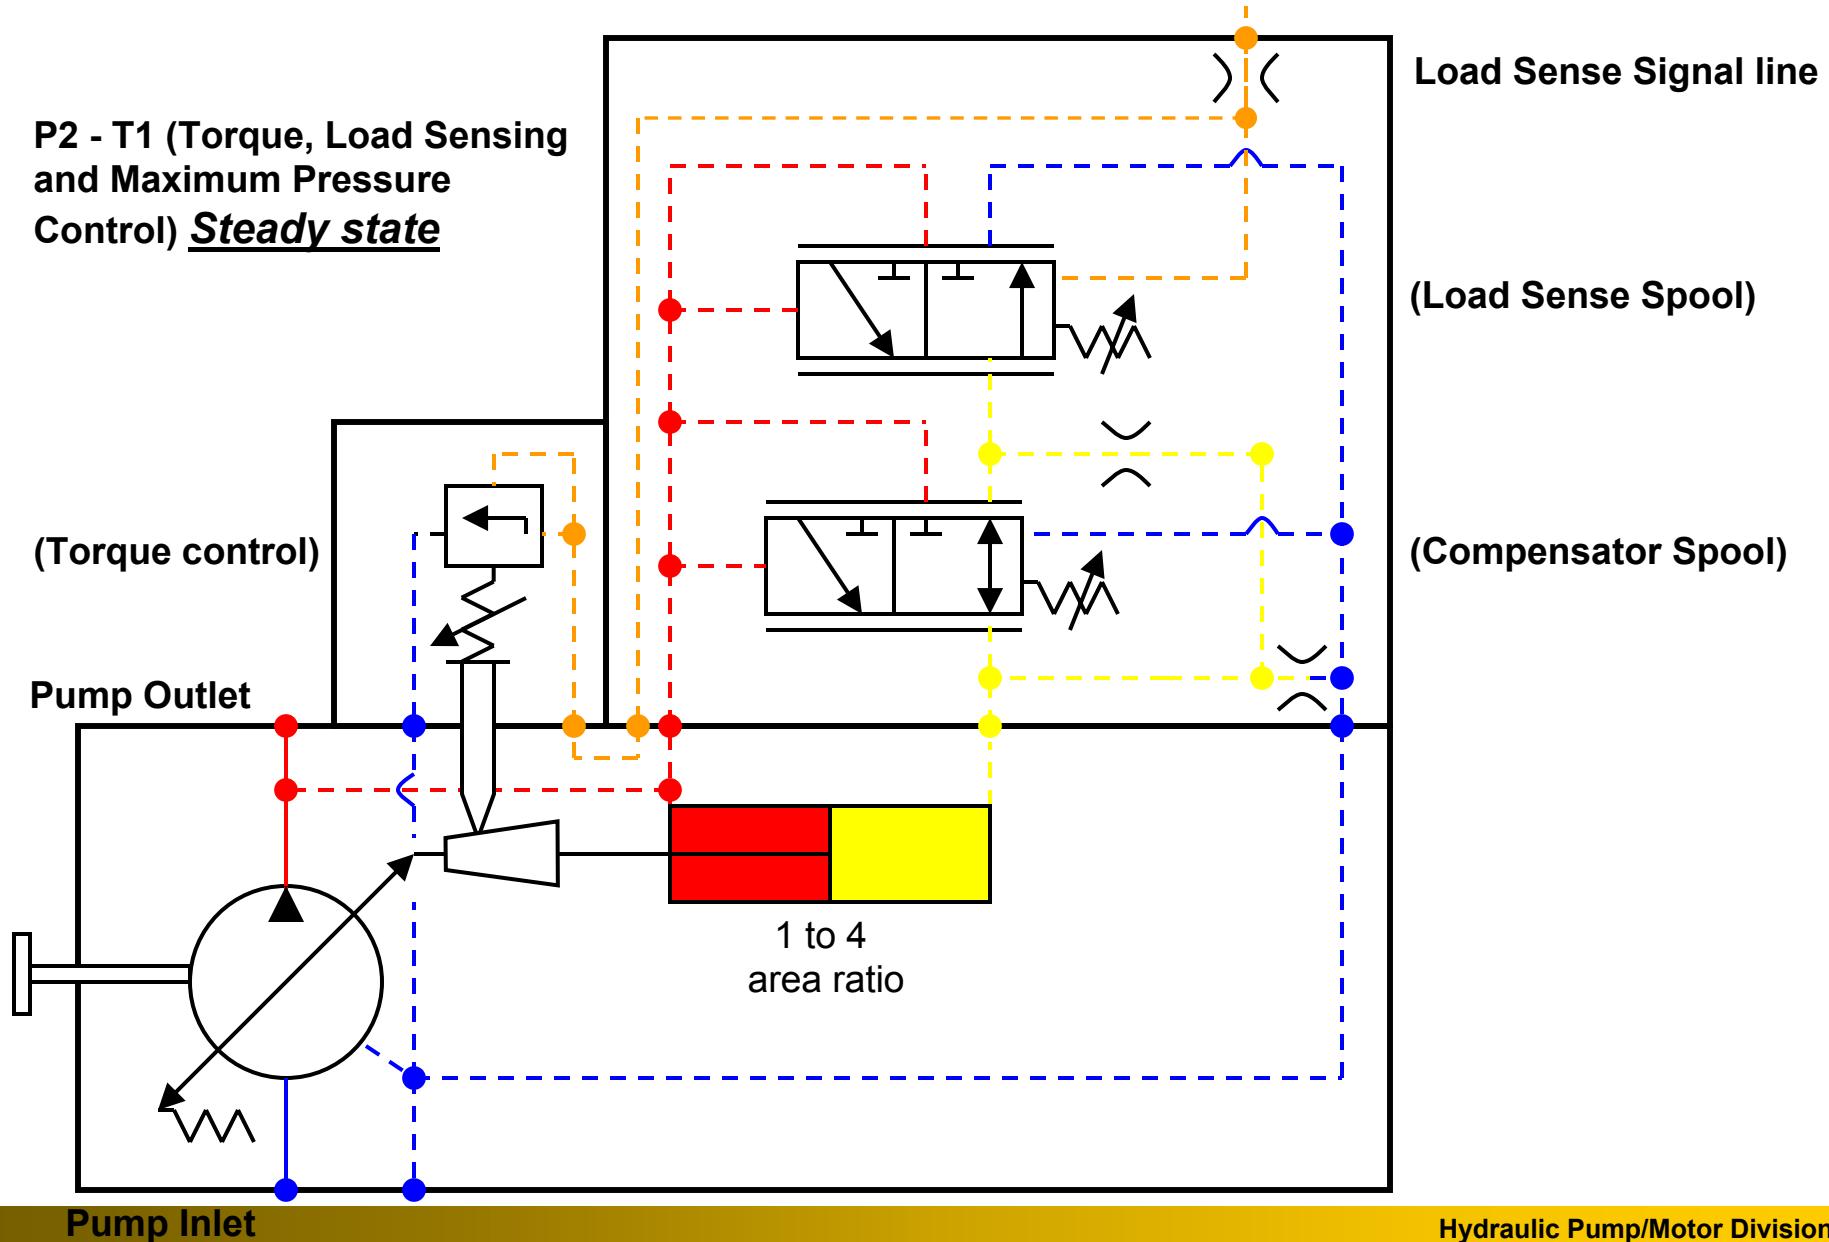 Load Sense Signal line
P2 - T1 (Torque, Load Sensing
and Maximum Pressure
Control) Steady state
(Load Sense Spool)
(Torque control)
(Compensator Spool)
Pump Outlet
1 to 4
area ratio
Pump Inlet
Hydraulic Pump/Motor Division